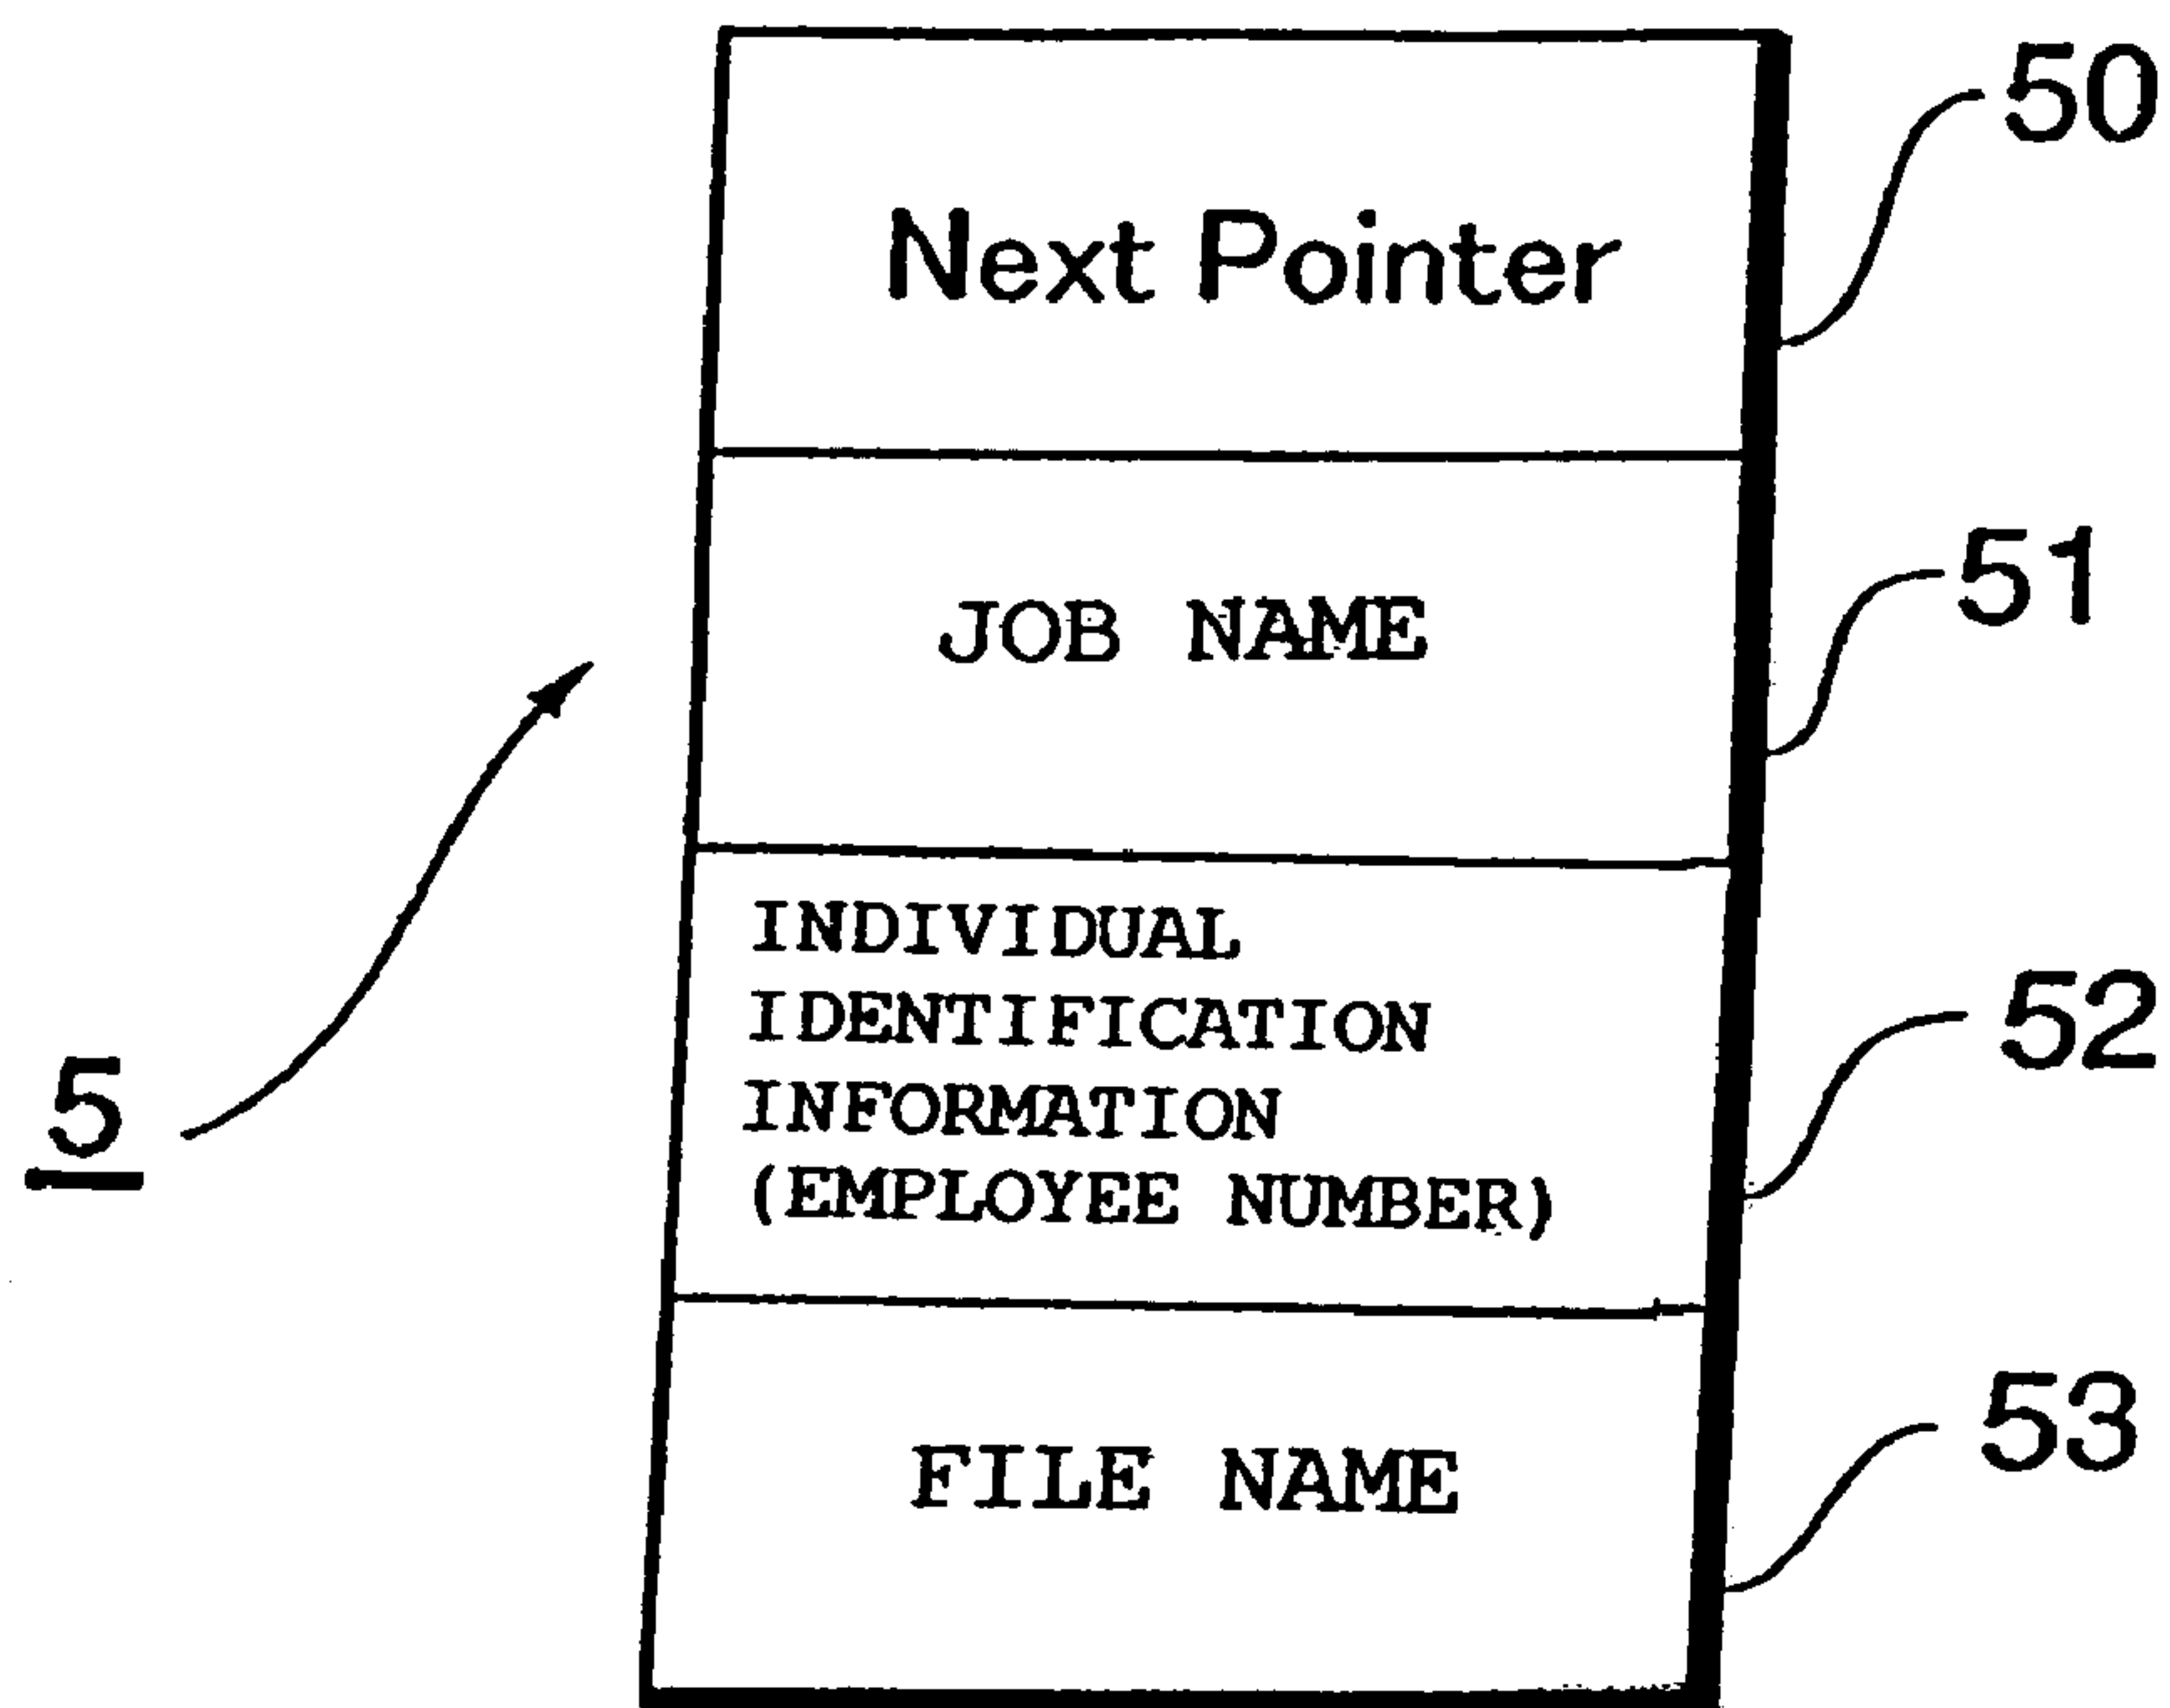 50
Next Pointer
51
JOB NAME
INDIVIDUAL
IDENTIFICATION
INFORMATION
(EMPLOYEE NUMBER)
52
5
FILE NAME
53